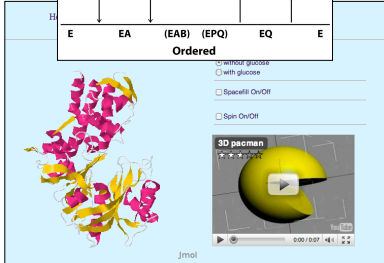 E EA (EAB) (EPQ) EQ E
Ordered
without glucose
with glucose
Spacefill On/Off
Spin On/Off
3D pacman
YouTube
0:00 / 0:07
Jmol